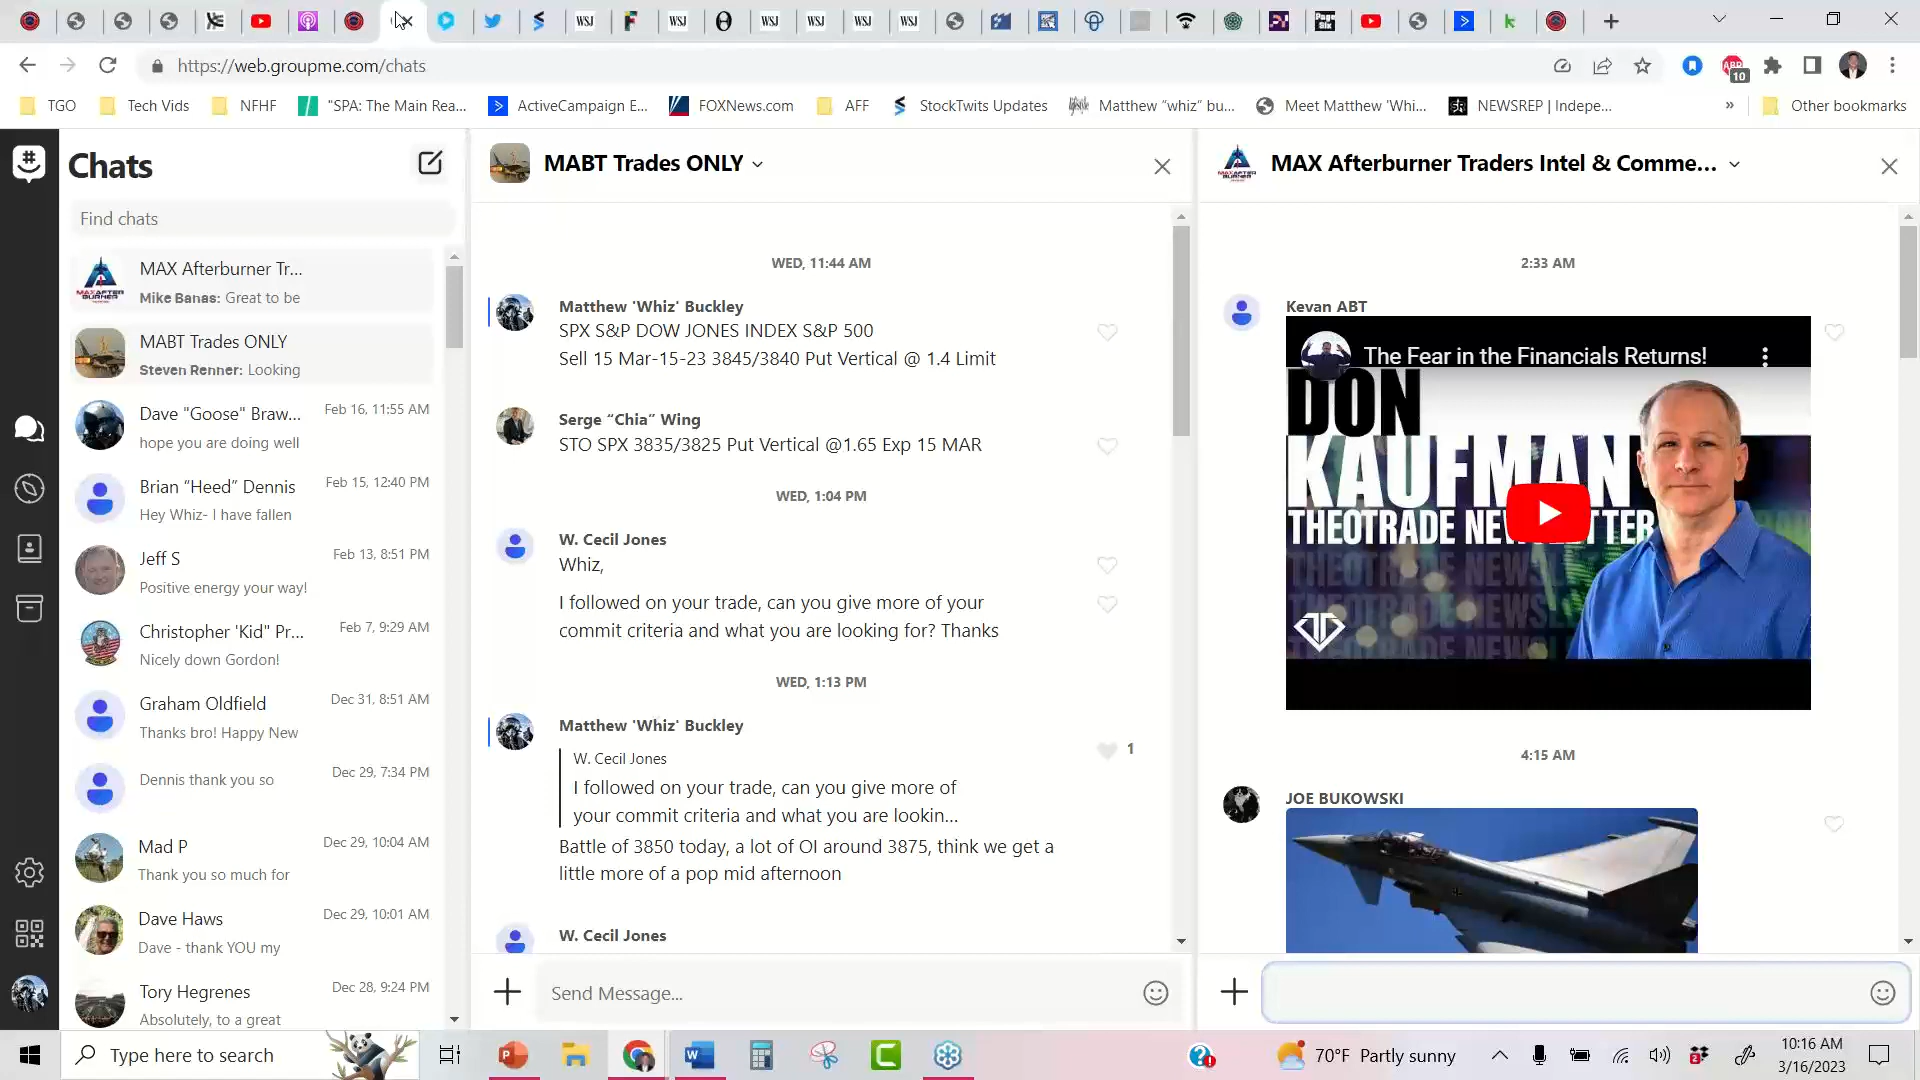 https://web.groupme.com/chats
10
TGO
Tech Vids
NFHF
"SPA: The Main Rea...
ActiveCampaign E...
FOXNews.com
AFF
StockTwits Updates
Matthew "whiz" bu...
Meet Matthew 'Whi...
NEWSREP | Indepe...
»
Other bookmarks
Chats
Find chats
MAX Afterburner Tr...
Mike Banas: Great to be
MABT Trades ONLY
Steven Renner: Looking
Dave "Goose" Braw...
Feb 16, 11:55 AM
hope you are doing well
Brian “Heed” Dennis
Feb 15, 12:40 PM
Hey Whiz- I have fallen
Jeff S
Feb 13, 8:51 PM
Positive energy your way!
Christopher 'Kid" Pr...
Feb 7, 9:29 AM
Nicely down Gordon!
Graham Oldfield
Dec 31, 8:51 AM
Thanks bro! Happy New
Dennis thank you so
Dec 29, 7:34 PM
Mad P
Dec 29, 10:04 AM
Thank you so much for
Dave Haws
Dec 29, 10:01 AM
Dave - thank YOU my
Tory Hegrenes
Dec 28, 9:24 PM
Absolutely, to a great
MABT Trades ONLY
WED, 11:44 AM
Matthew 'Whiz' Buckley
SPX S&P DOW JONES INDEX S&P 500
Sell 15 Mar-15-23 3845/3840 Put Vertical @ 1.4 Limit
Serge “Chia” Wing
STO SPX 3835/3825 Put Vertical @1.65 Exp 15 MAR
WED, 1:04 PM
W. Cecil Jones
Whiz,
I followed on your trade, can you give more of your
commit criteria and what you are looking for? Thanks
WED, 1:13 PM
Matthew 'Whiz' Buckley
1
W. Cecil Jones
I followed on your trade, can you give more of
your commit criteria and what you are lookin...
Battle of 3850 today, a lot of OI around 3875, think we get a
little more of a pop mid afternoon
W. Cecil Jones
Send Message...
MAX Afterburner Traders Intel & Comme...
2:33 AM
Kevan ABT
The Fear in the Financials Returns!
DON
KAUFMAN
THEOTRADE NE TTER
4:15 AM
JOE BUKOWSKI
Type here to search
70°F Partly sunny
10:16 AM
3/16/2023